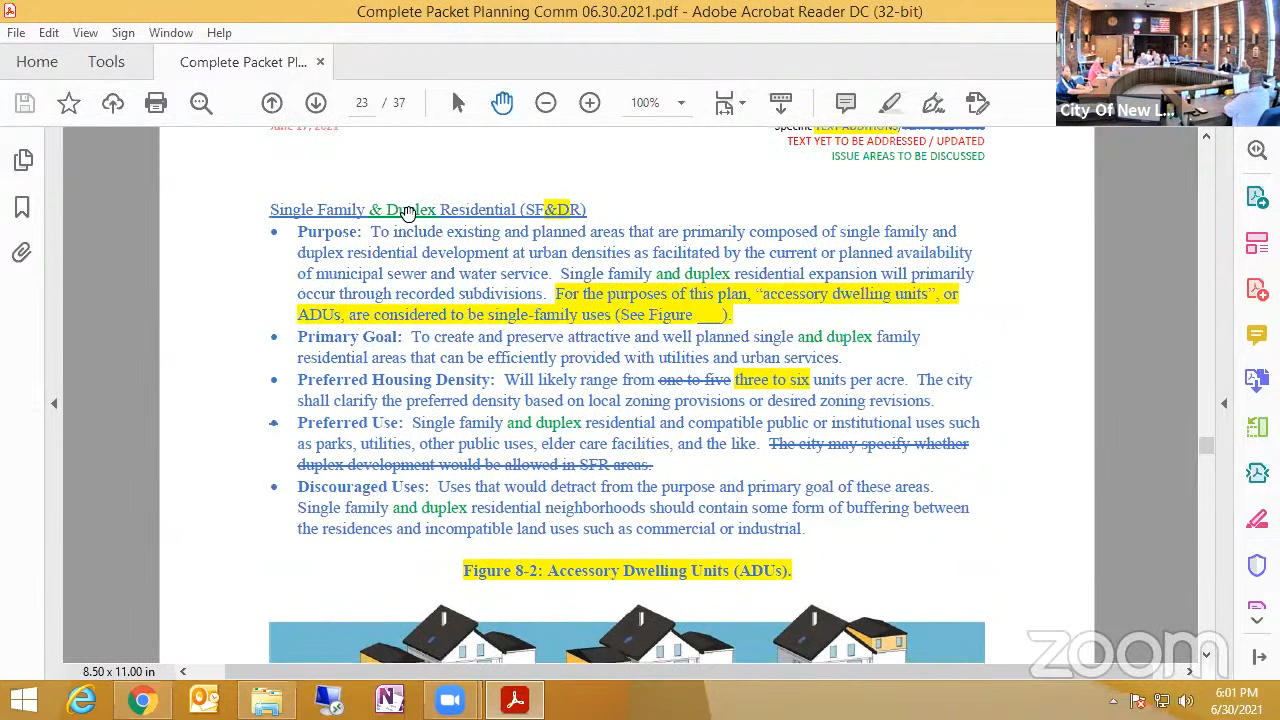 Complete Packet Planning Comm 06.30.2021.pdf - Adobe Acrobat Reader DC (32-bit)
File Edit View Sign Window Help
Home Tools Complete Packet Pl... ×
23 / 37 100%
City Of New L...
June 17, 2021
Specific TEXT ADDITIONS/
TEXT YET TO BE ADDRESSED / UPDATED
ISSUE AREAS TO BE DISCUSSED
Single Family & Duplex Residential (SF&DR)
• Purpose: To include existing and planned areas that are primarily composed of single family and
duplex residential development at urban densities as facilitated by the current or planned availability
of municipal sewer and water service. Single family and duplex residential expansion will primarily
occur through recorded subdivisions. For the purposes of this plan, “accessory dwelling units”, or
ADUs, are considered to be single-family uses (See Figure ___).
• Primary Goal: To create and preserve attractive and well planned single and duplex family
residential areas that can be efficiently provided with utilities and urban services.
• Preferred Housing Density: Will likely range from one to five three to six units per acre. The city
shall clarify the preferred density based on local zoning provisions or desired zoning revisions.
• Preferred Use: Single family and duplex residential and compatible public or institutional uses such
as parks, utilities, other public uses, elder care facilities, and the like. The city may specify whether
duplex development would be allowed in SFR areas.
• Discouraged Uses: Uses that would detract from the purpose and primary goal of these areas.
Single family and duplex residential neighborhoods should contain some form of buffering between
the residences and incompatible land uses such as commercial or industrial.
Figure 8-2: Accessory Dwelling Units (ADUs).
zoom
8.50 x 11.00 in
6:01 PM
6/30/2021